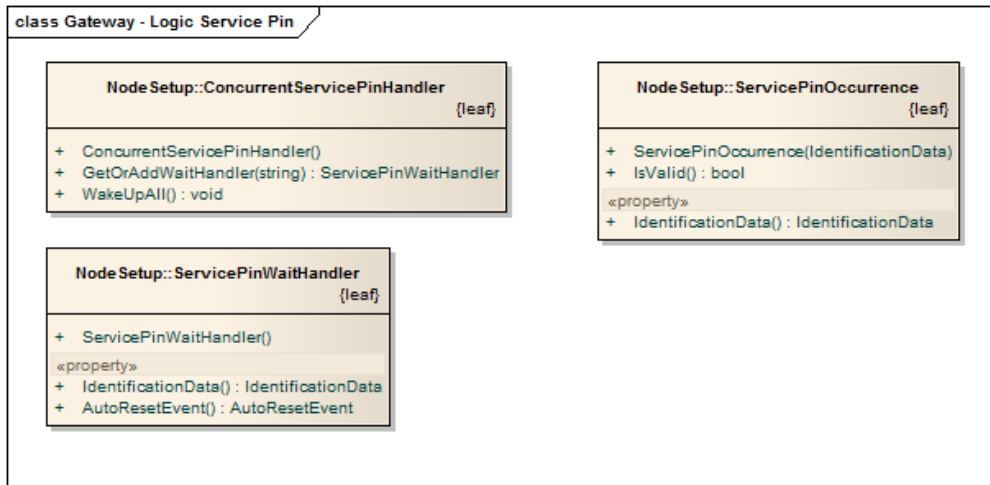 class Gateway - Logic Service Pin
NodeSetup::ConcurrentServicePinHandler
{leaf}
+ ConcurrentServicePinHandler()
+ GetOrAddWaitHandler(string) : ServicePinWaitHandler
+ WakeUpAll() : void
NodeSetup::ServicePinOccurrence
{leaf}
+ ServicePinOccurrence(IdentificationData)
+ IsValid() : bool
«property»
+ IdentificationData() : IdentificationData
NodeSetup::ServicePinWaitHandler
{leaf}
+ ServicePinWaitHandler()
«property»
+ IdentificationData() : IdentificationData
+ AutoResetEvent() : AutoResetEvent